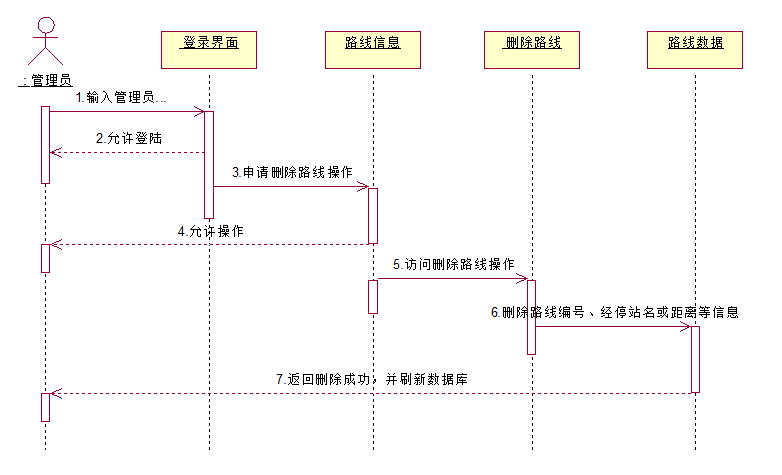 登录界面
路线信息
删除路线
路线数据
: 管理员
1.输入管理员...
2.允许登陆
3.申请删除路线操作
4.允许操作
5.访问删除路线操作
6.删除路线编号、经停站名或距离等信息
7.返回删除成功，并刷新数据库